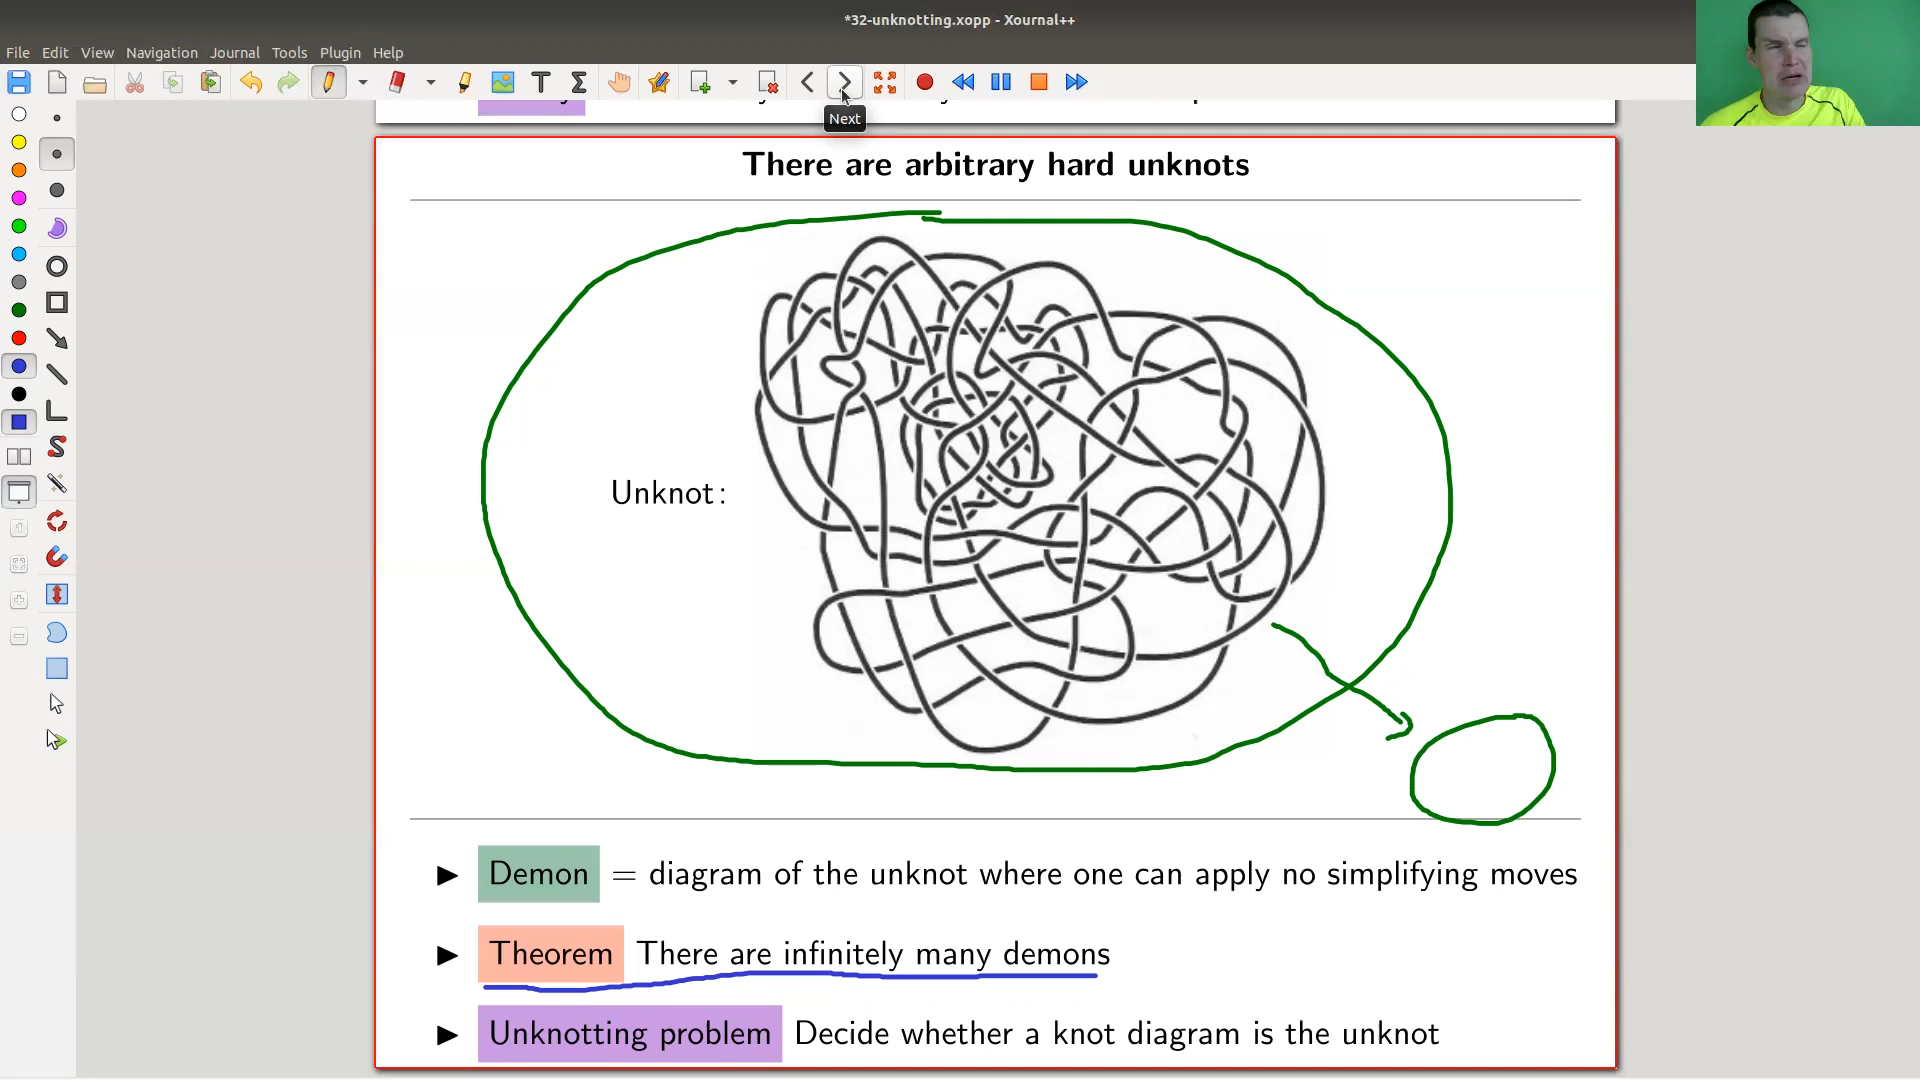 *32-unknotting.xopp - Xournal++
File Edit View Navigation Journal Tools Plugin Help
Next
There are arbitrary hard unknots
Unknot:
► Demon = diagram of the unknot where one can apply no simplifying moves
► Theorem There are infinitely many demons
► Unknotting problem Decide whether a knot diagram is the unknot